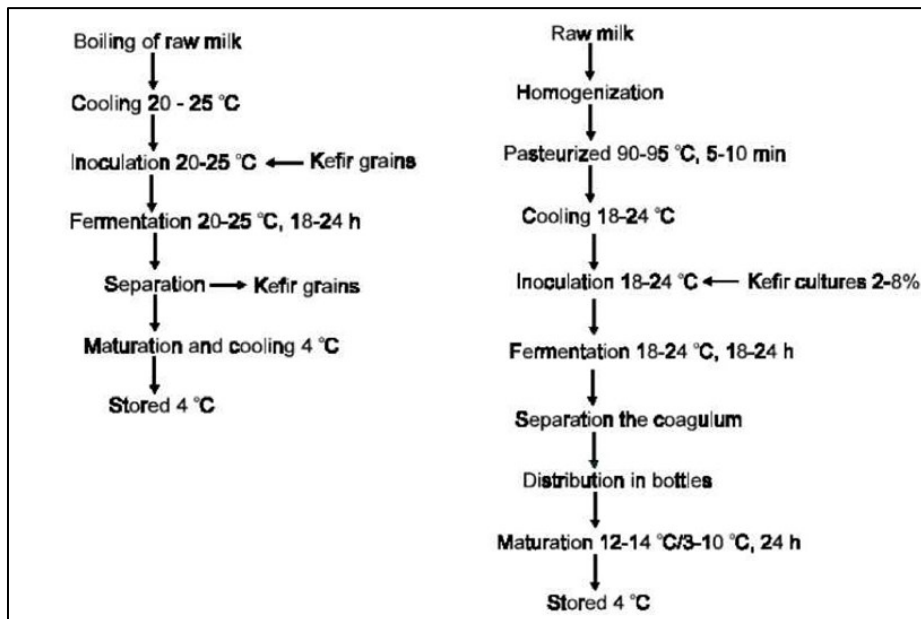 Boiling of raw milk
Cooling 20 - 25 °C
Inoculation 20-25 °C
Kefir grains
Fermentation 20-25 °C, 18-24 h
Separation
Kefir grains
Maturation and cooling 4 °C
Stored 4 °C
Raw milk
Homogenization
Pasteurized 90-95 °C, 5-10 min
Cooling 18-24 °C
Inoculation 18-24 °C
Kefir cultures 2-8%
Fermentation 18-24 °C, 18-24 h
Separation the coagulum
Distribution in bottles
Maturation 12-14 °C/3-10 °C, 24 h
Stored 4 °C